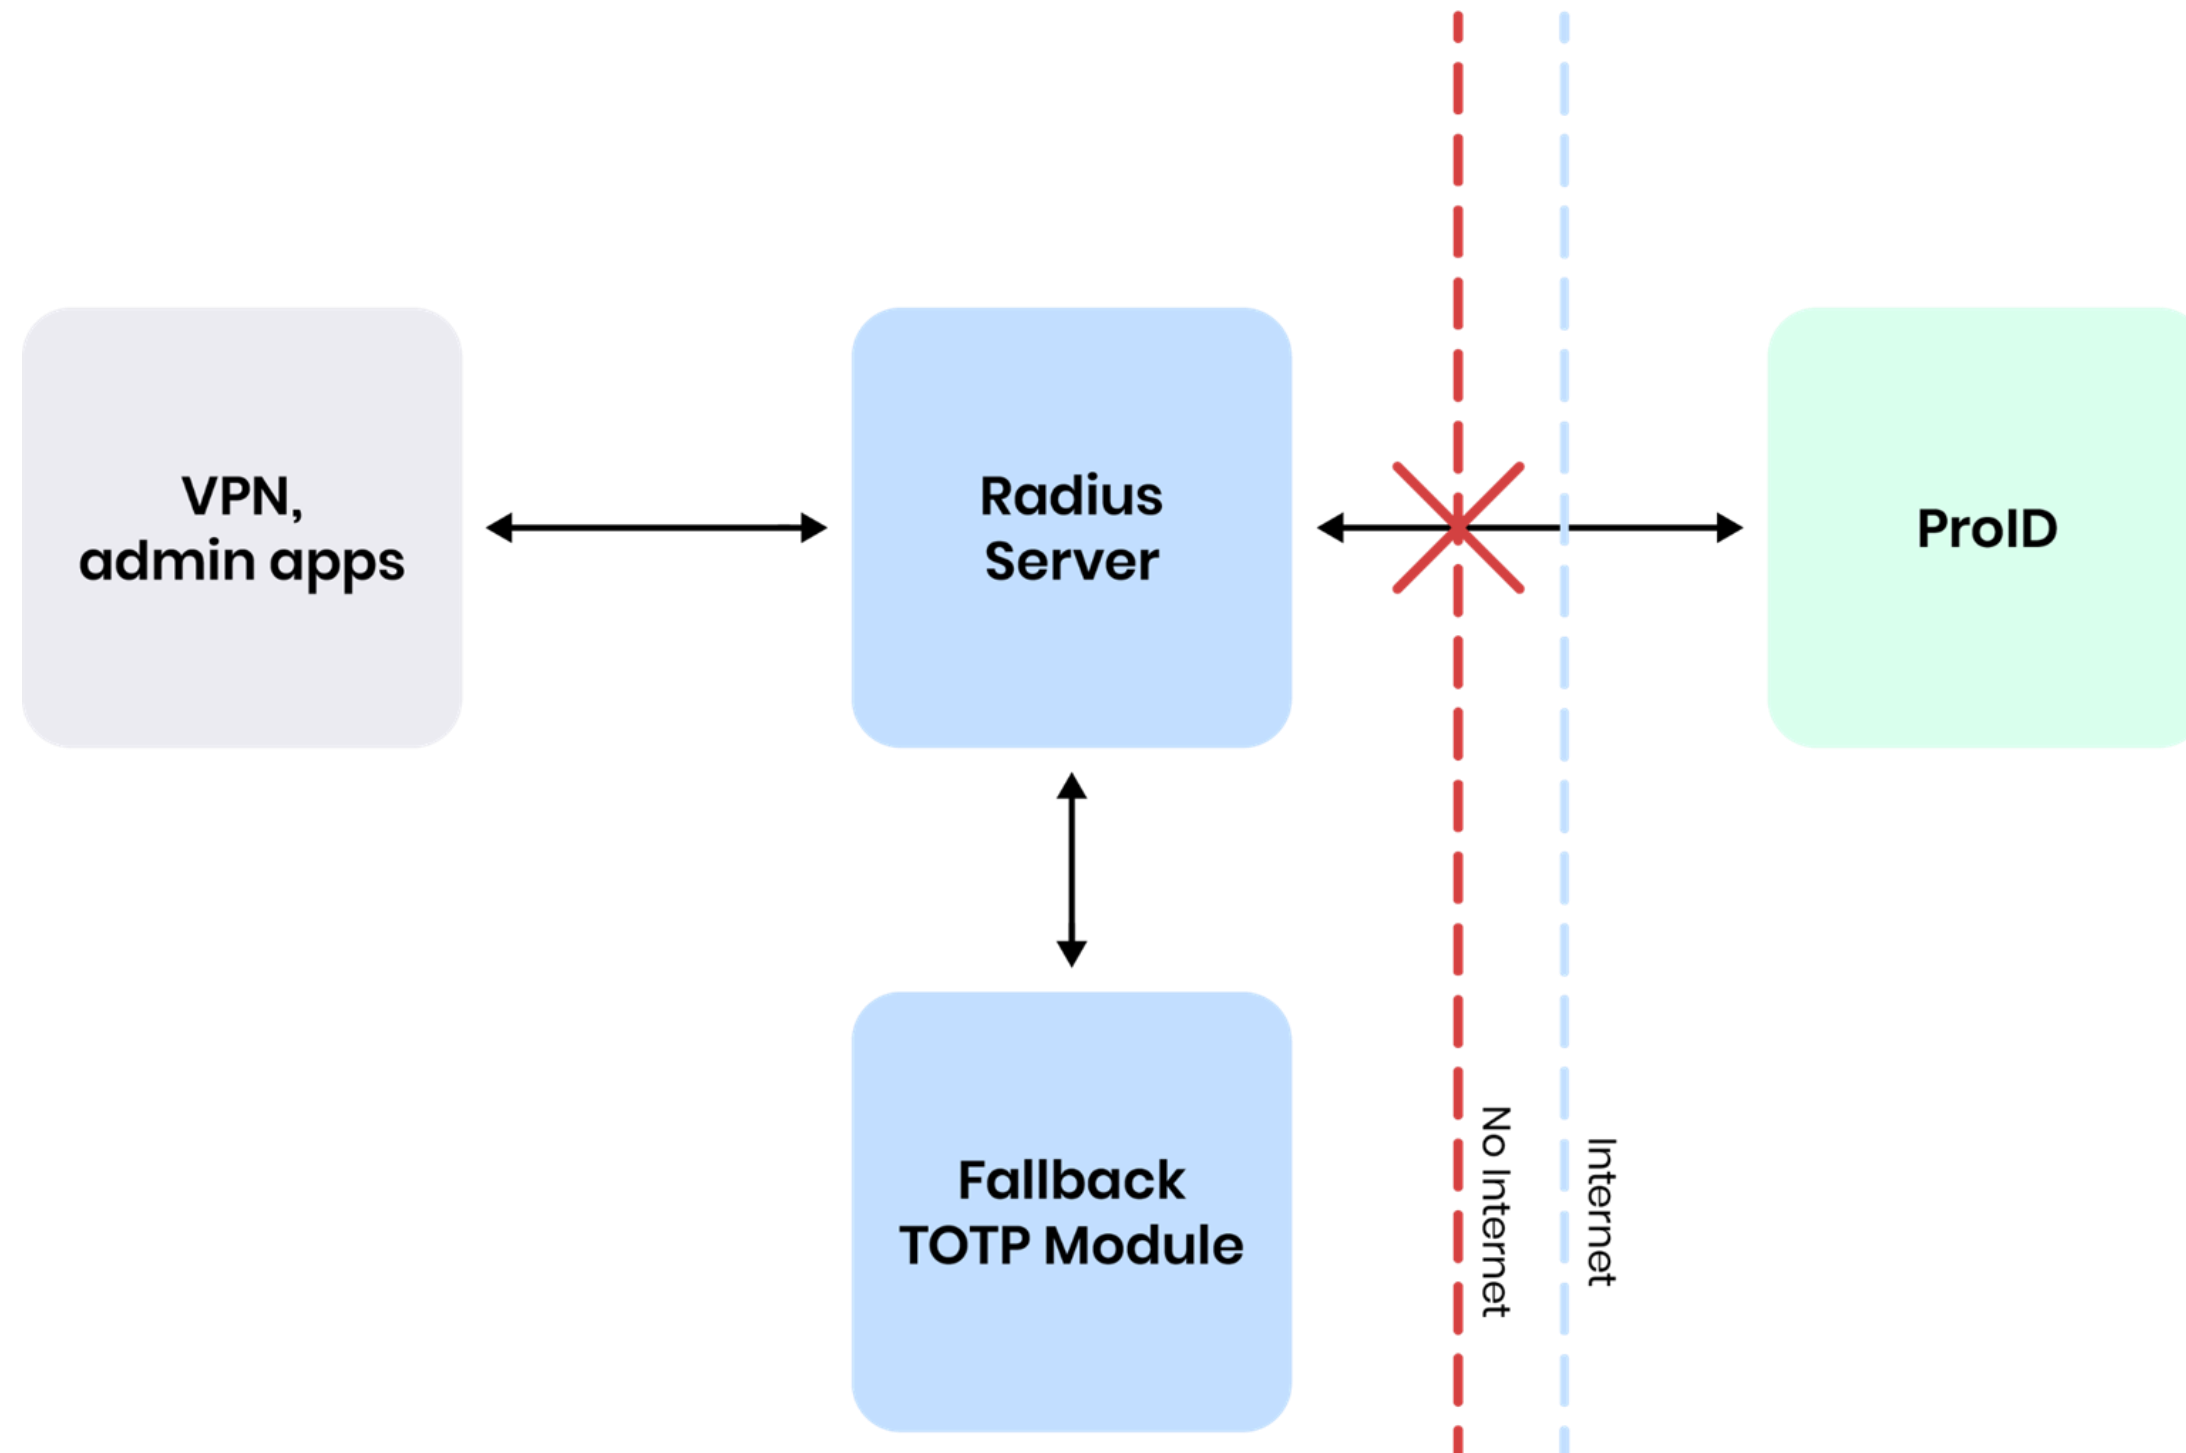 VPN,
admin apps
Radius
Server
ProID
Fallback
TOTP Module
No Internet
Internet